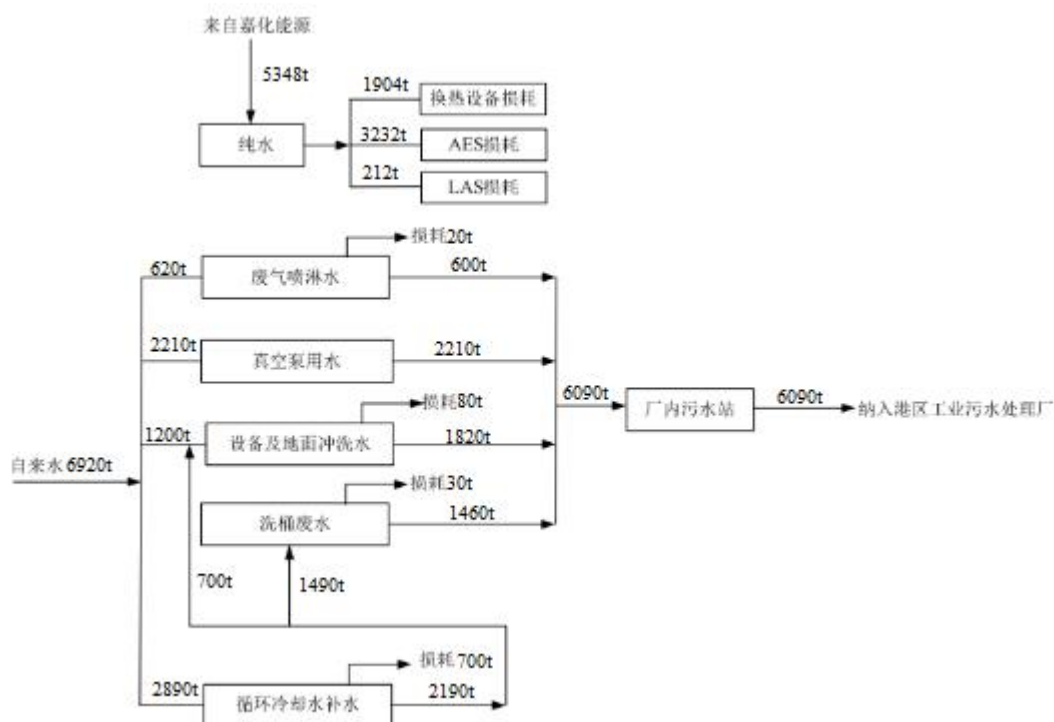 来自嘉化能源
5348t
1904t
换热设备损耗
纯水
3232t
AES损耗
212t
LAS损耗
损耗20t
620t
废气喷淋水
600t
2210t
真空泵用水
2210t
6090t
厂内污水站
6090t
纳入港区工业污水处理厂
损耗80t
1200t
设备及地面冲洗水
1820t
自来水6920t
损耗30t
洗桶废水
1460t
700t
1490t
损耗700t
2890t
循环冷却水补水
2190t